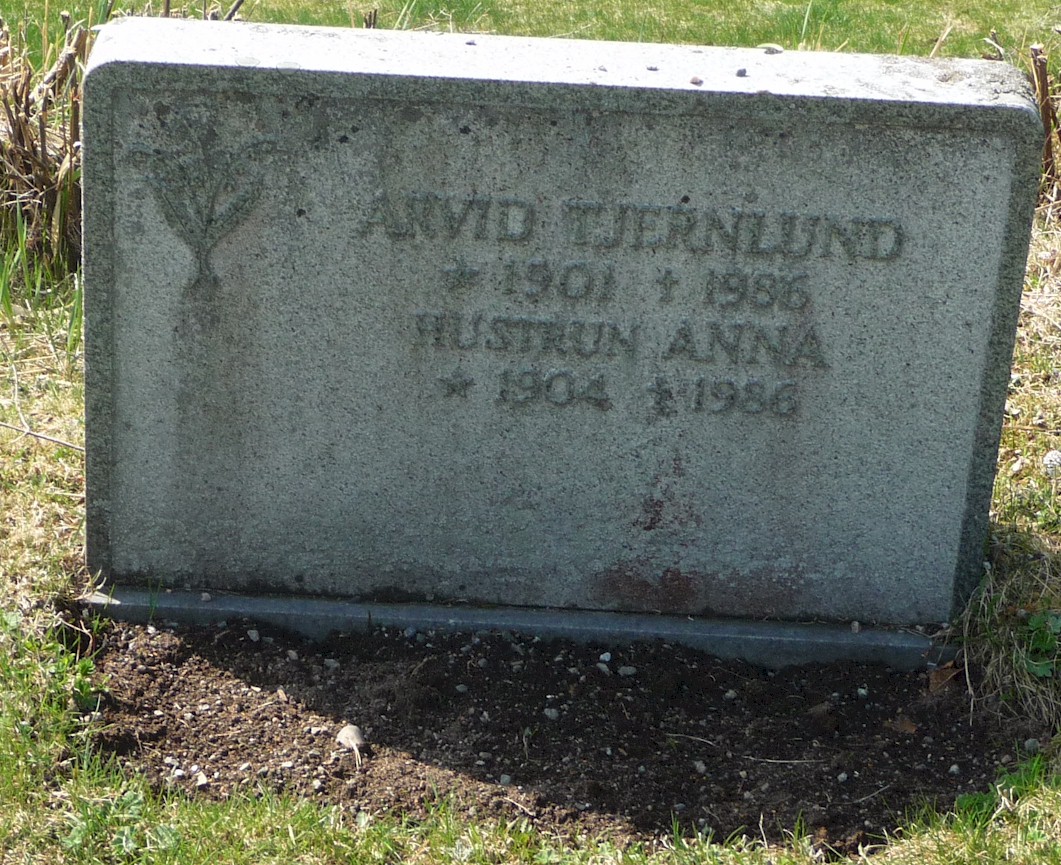 ARVID TJERNLUND
* 1901 † 1986
HUSTRUN ANNA
* 1904 † 1986